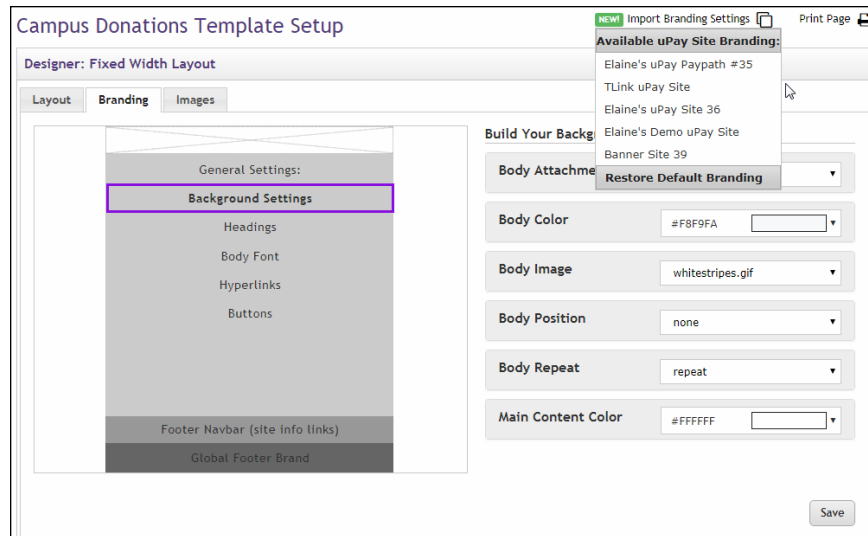 Campus Donations Template Setup
NEW! Import Branding Settings
Print Page
Available uPay Site Branding:
Elaine's uPay Paypath #35
TLink uPay Site
Elaine's uPay Site 36
Elaine's Demo uPay Site
Banner Site 39
Restore Default Branding
Designer: Fixed Width Layout
Layout Branding Images
General Settings:
Background Settings
Headings
Body Font
Hyperlinks
Buttons
Footer Navbar (site info links)
Global Footer Brand
Build Your Backg
Body Attachme
Body Color #F8F9FA
Body Image whitestripes.gif
Body Position none
Body Repeat repeat
Main Content Color #FFFFFF
Save